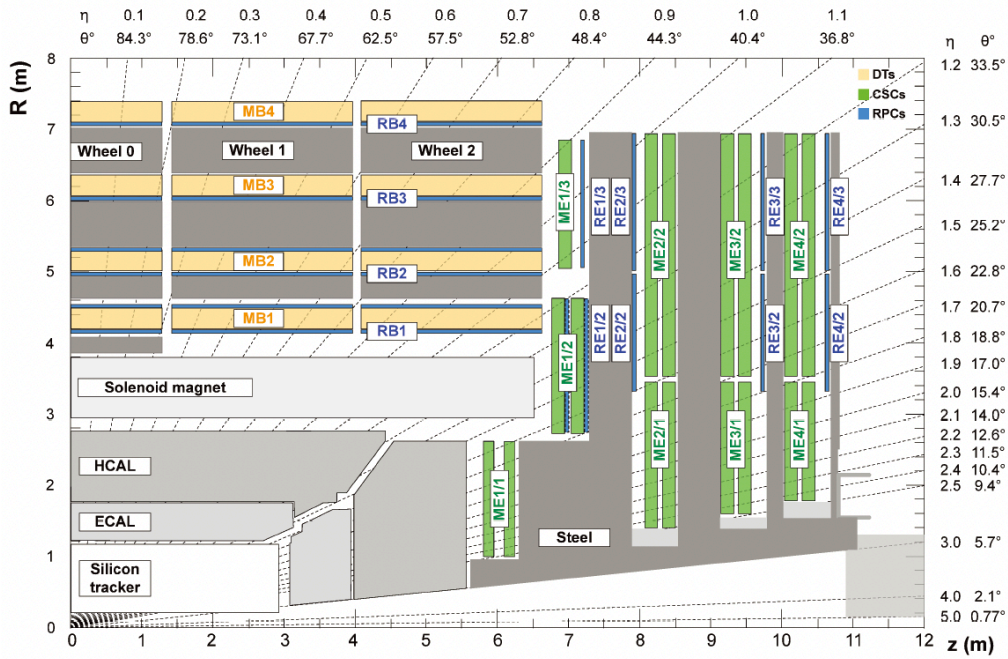 η 0.1 0.2 0.3 0.4 0.5 0.6 0.7 0.8 0.9 1.0 1.1
θ° 84.3° 78.6° 73.1° 67.7° 62.5° 57.5° 52.8° 48.4° 44.3° 40.4° 36.8° η θ°
R (m)
8
7
6
5
4
3
2
1
0
1.2 33.5°
1.3 30.5°
1.4 27.7°
1.5 25.2°
1.6 22.8°
1.7 20.7°
1.8 18.8°
1.9 17.0°
2.0 15.4°
2.1 14.0°
2.2 12.6°
2.3 11.5°
2.4 10.4°
2.5 9.4°
3.0 5.7°
4.0 2.1°
5.0 0.77°
DTs
CSCs
RPCs
MB4
RB4
Wheel 0
Wheel 1
Wheel 2
MB3
RB3
MB2
RB2
MB1
RB1
Solenoid magnet
HCAL
ECAL
Silicon
tracker
Steel
ME1/3
RE1/3
RE2/3
ME2/2
ME3/2
RE3/3
ME4/2
RE4/3
ME1/2
RE1/2
RE2/2
RE3/2
RE4/2
ME1/1
ME2/1
ME3/1
ME4/1
0 1 2 3 4 5 6 7 8 9 10 11 12
z (m)